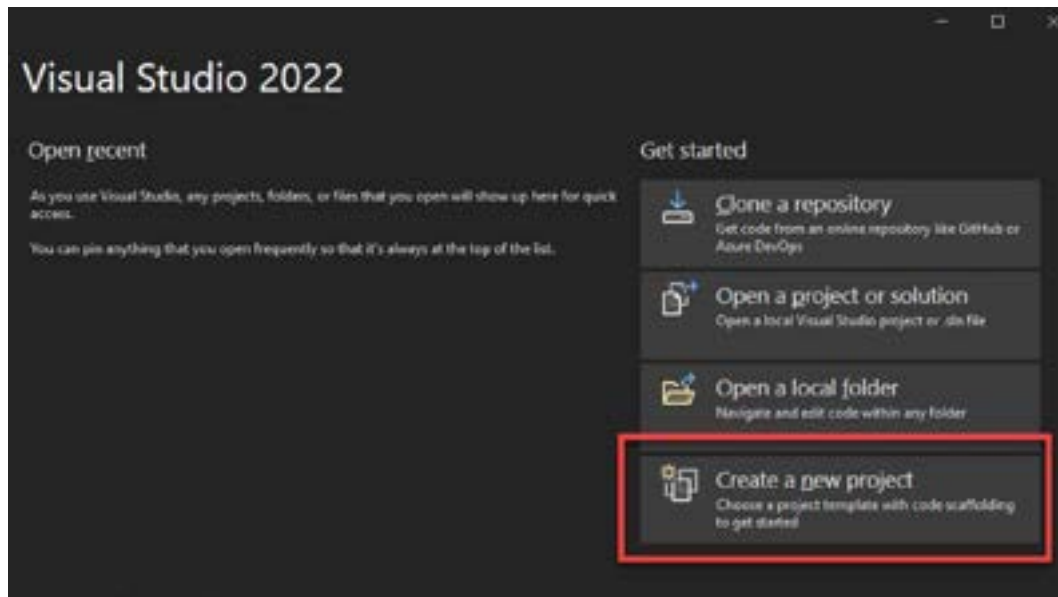 Visual Studio 2022
Open recent
As you use Visual Studio, any projects, folders, or files that you open will show up here for quick
access.
You can pin anything that you open frequently so that it's always at the top of the list.
Get started
Clone a repository
Get code from an online repository like GitHub or
Azure DevOps
Open a project or solution
Open a local Visual Studio project or .sln file
Open a local folder
Navigate and edit code within any folder
Create a new project
Choose a project template with code scaffolding
to get started